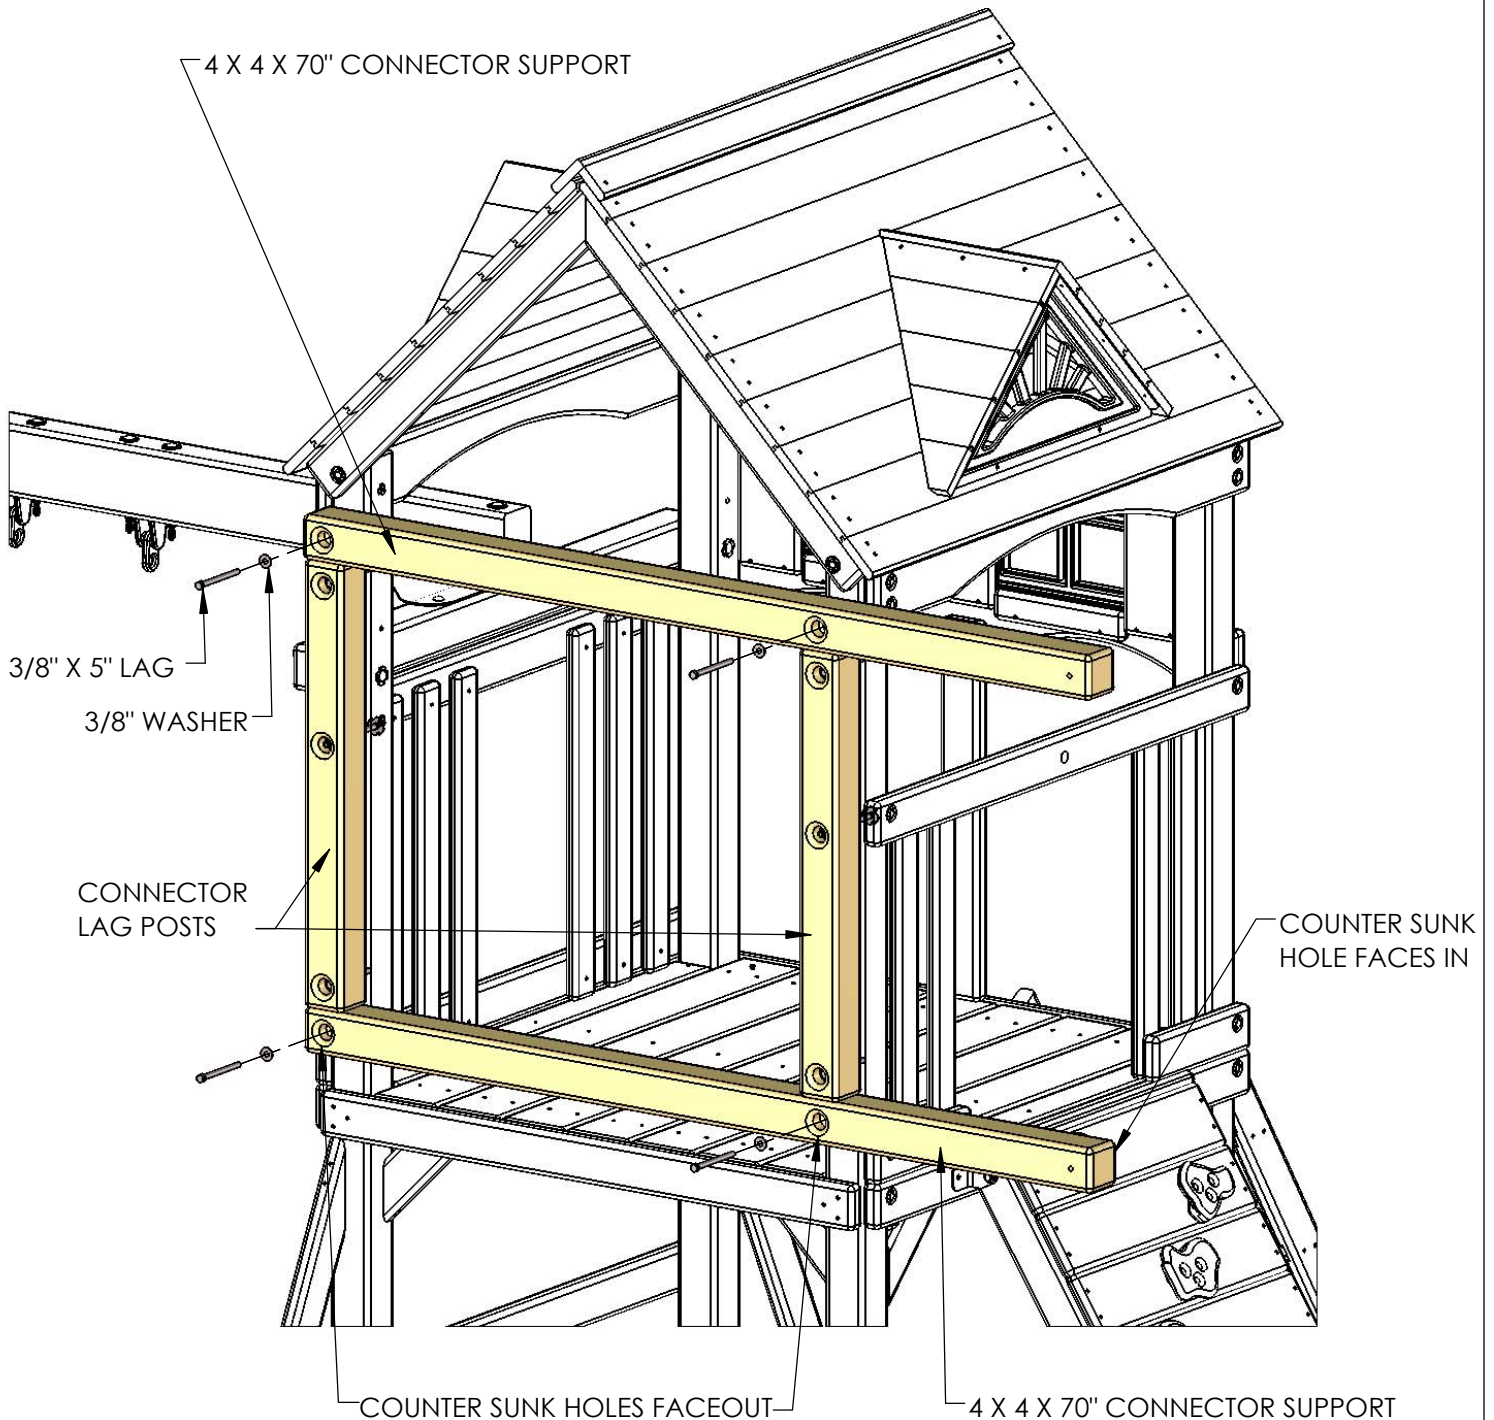 4 X 4 X 70" CONNECTOR SUPPORT
3/8" X 5" LAG
3/8" WASHER
CONNECTOR
LAG POSTS
COUNTER SUNK
HOLE FACES IN
COUNTER SUNK HOLES FACEOUT
4 X 4 X 70" CONNECTOR SUPPORT